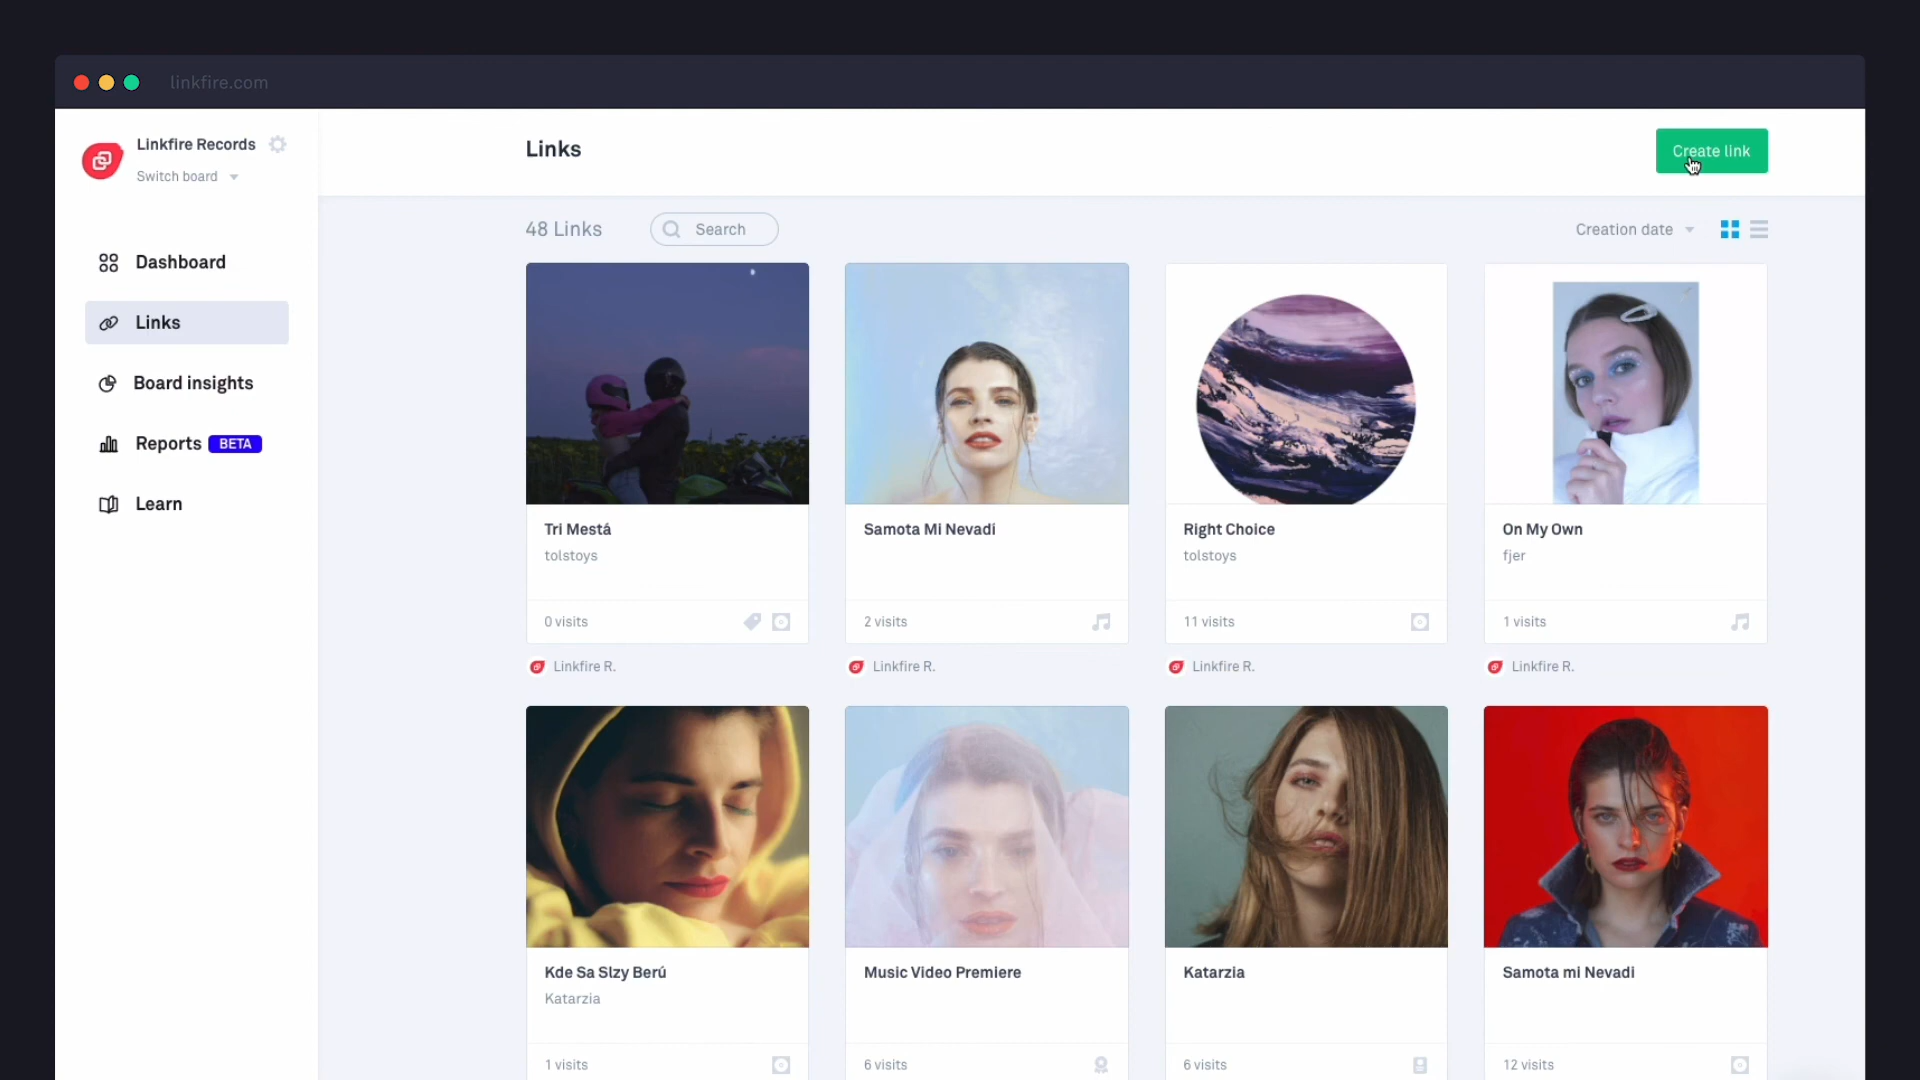 linkfire.com
Linkfire Records
Switch board
Links
Create link
48 Links
Search
Creation date
Dashboard
Links
Board insights
Reports BETA
Learn
Tri Mestá
tolstoys
0 visits
Linkfire R.
Samota Mi Nevadí
2 visits
Linkfire R.
Right Choice
tolstoys
11 visits
Linkfire R.
On My Own
fjer
1 visits
Linkfire R.
Kde Sa Slzy Berú
Katarzia
1 visits
Music Video Premiere
6 visits
Katarzia
6 visits
Samota mi Nevadi
12 visits